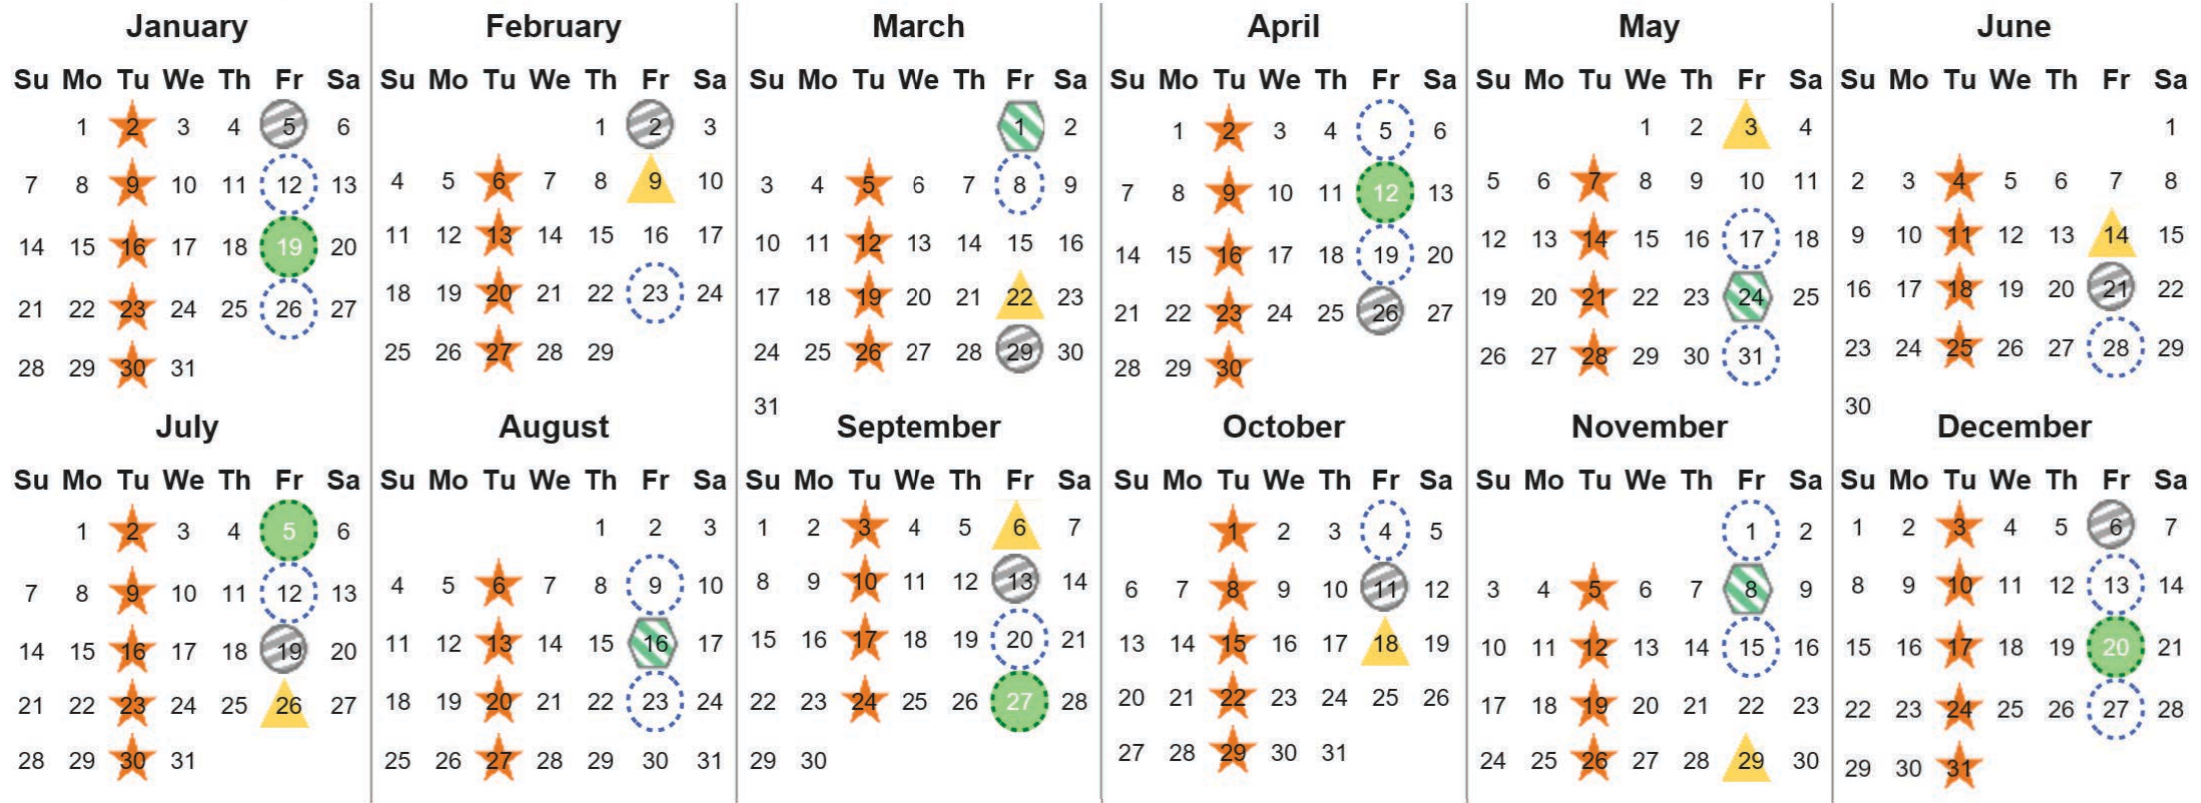 January February March April May June
Su Mo Tu We Th Fr Sa Su Mo Tu We Th Fr Sa Su Mo Tu We Th Fr Sa Su Mo Tu We Th Fr Sa Su Mo Tu We Th Fr Sa Su Mo Tu We Th Fr Sa
1 2 3 4 5 6 1 2 3 1 2 1 2 3 4 5 6 1 2 3 4 1
7 8 9 10 11 12 13 4 5 6 7 8 9 10 3 4 5 6 7 8 9 7 8 9 10 11 12 13 5 6 7 8 9 10 11 2 3 4 5 6 7 8
14 15 16 17 18 19 20 11 12 13 14 15 16 17 10 11 12 13 14 15 16 14 15 16 17 18 19 20 12 13 14 15 16 17 18 9 10 11 12 13 14 15
21 22 23 24 25 26 27 18 19 20 21 22 23 24 17 18 19 20 21 22 23 21 22 23 24 25 26 27 19 20 21 22 23 24 25 16 17 18 19 20 21 22
28 29 30 31 25 26 27 28 29 24 25 26 27 28 29 30 28 29 30 26 27 28 29 30 31 23 24 25 26 27 28 29
31 30
July August September October November December
Su Mo Tu We Th Fr Sa Su Mo Tu We Th Fr Sa Su Mo Tu We Th Fr Sa Su Mo Tu We Th Fr Sa Su Mo Tu We Th Fr Sa Su Mo Tu We Th Fr Sa
1 2 3 4 5 6 1 2 3 1 2 3 4 5 6 7 1 2 3 4 5 1 2 1 2 3 4 5 6 7
7 8 9 10 11 12 13 4 5 6 7 8 9 10 8 9 10 11 12 13 14 6 7 8 9 10 11 12 3 4 5 6 7 8 9 8 9 10 11 12 13 14
14 15 16 17 18 19 20 11 12 13 14 15 16 17 15 16 17 18 19 20 21 13 14 15 16 17 18 19 10 11 12 13 14 15 16 15 16 17 18 19 20 21
21 22 23 24 25 26 27 18 19 20 21 22 23 24 22 23 24 25 26 27 28 20 21 22 23 24 25 26 17 18 19 20 21 22 23 22 23 24 25 26 27 28
28 29 30 31 25 26 27 28 29 30 31 29 30 27 28 29 30 31 24 25 26 27 28 29 30 29 30 31